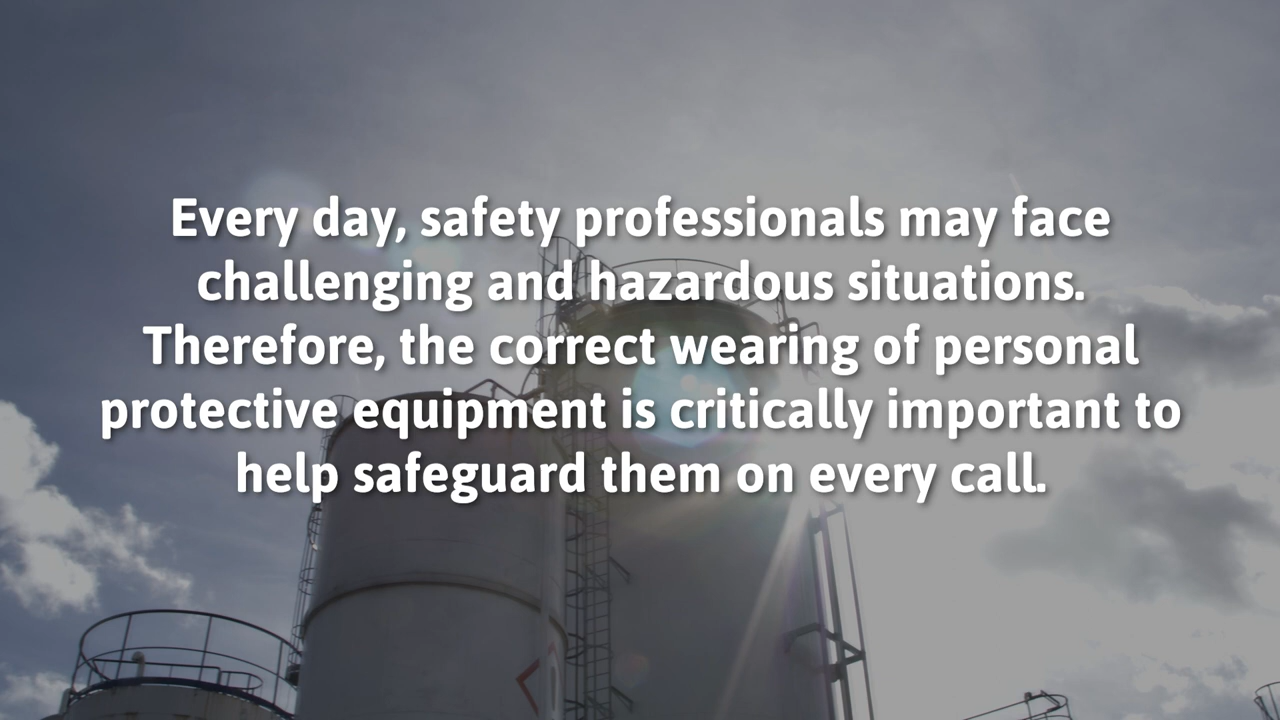 Every day, safety professionals may face
challenging and hazardous situations.
Therefore, the correct wearing of personal
protective equipment is critically important to
help safeguard them on every call.